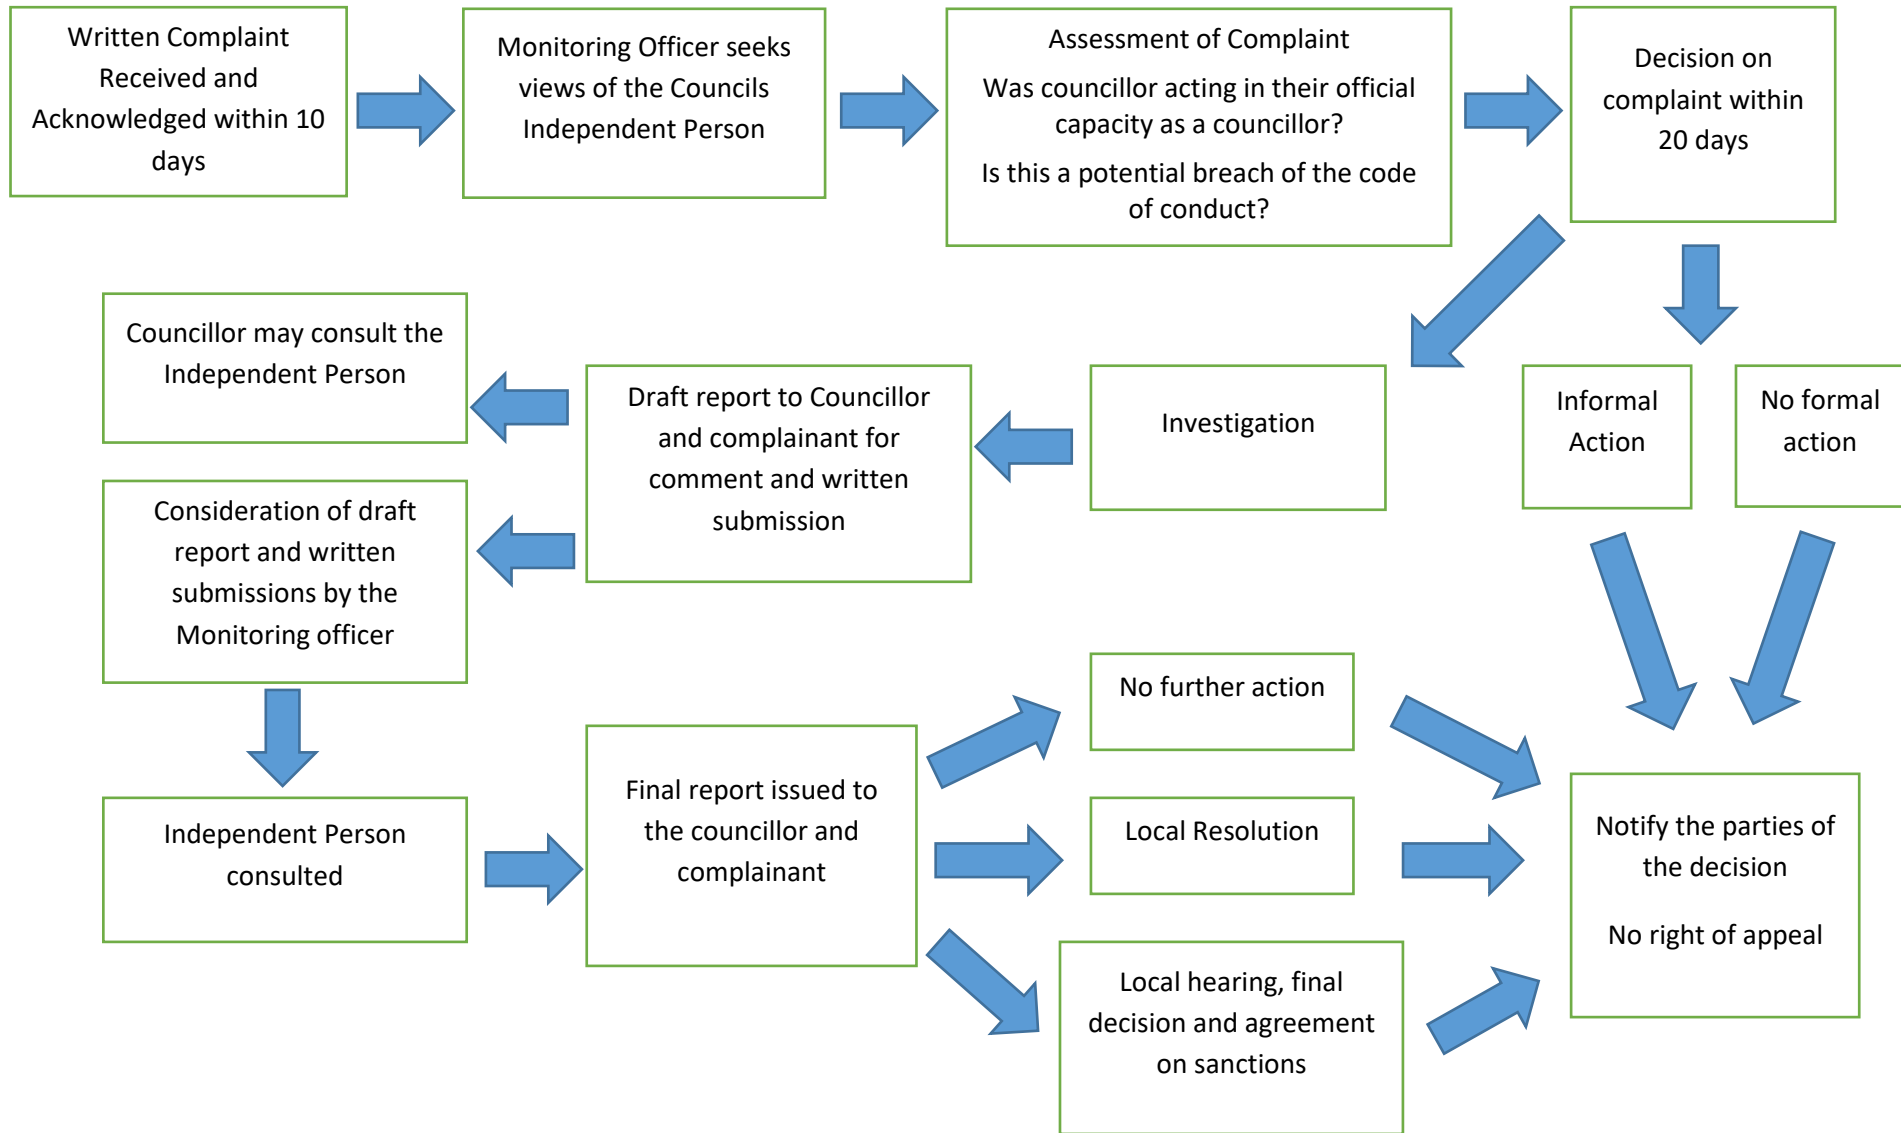 Written Complaint
Received and
Acknowledged within 10
days
Monitoring Officer seeks
views of the Councils
Independent Person
Assessment of Complaint
Was councillor acting in their official
capacity as a councillor?
Is this a potential breach of the code
of conduct?
Decision on
complaint within
20 days
Councillor may consult the
Independent Person
Draft report to Councillor
and complainant for
comment and written
submission
Investigation
Informal
Action
No formal
action
Consideration of draft
report and written
submissions by the
Monitoring officer
Independent Person
consulted
Final report issued to
the councillor and
complainant
No further action
Local Resolution
Local hearing, final
decision and agreement
on sanctions
Notify the parties of
the decision
No right of appeal